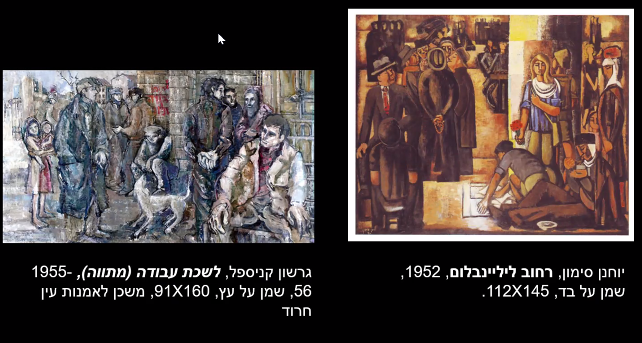 יוחנן סימון, רחוב ליליינבלום, 1952,
שמן על בד, 112X145.
גרשון קניספל, לשכת עבודה (מתווה), 1955-
56, שמן על עץ, 91X160, משכן לאמנות עין
חרוד